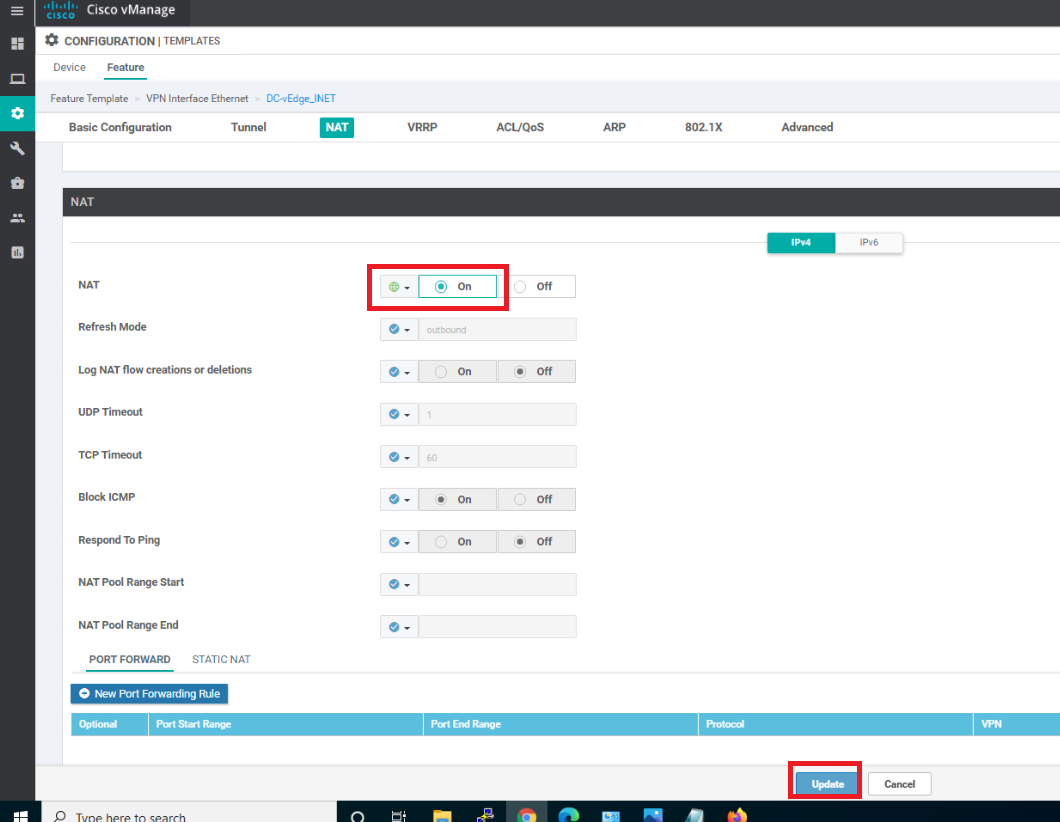 cisco Cisco vManage
CONFIGURATION | TEMPLATES
Device Feature
Feature Template > VPN Interface Ethernet > DC-vEdge_INET
Basic Configuration Tunnel NAT VRRP ACL/QoS ARP 802.1X Advanced
NAT
IPv4 IPv6
NAT On Off
Refresh Mode outbound
Log NAT flow creations or deletions On Off
UDP Timeout 1
TCP Timeout 60
Block ICMP On Off
Respond To Ping On Off
NAT Pool Range Start
NAT Pool Range End
PORT FORWARD STATIC NAT
New Port Forwarding Rule
Optional Port Start Range Port End Range Protocol VPN
Update Cancel
Type here to search